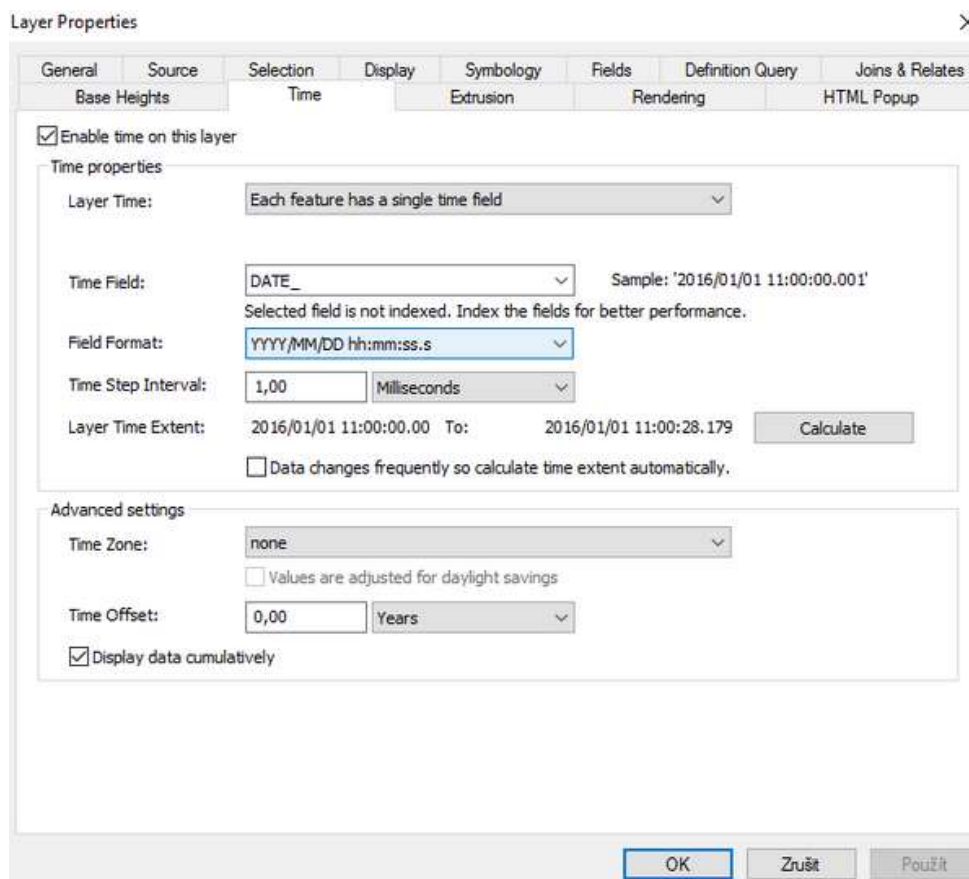 Layer Properties
General Source Selection Display Symbology Fields Definition Query Joins & Relates
Base Heights Time Extrusion Rendering HTML Popup
Enable time on this layer
Time properties
Layer Time: Each feature has a single time field
Time Field: DATE_ Sample: '2016/01/01 11:00:00.001'
Selected field is not indexed. Index the fields for better performance.
Field Format: YYYY/MM/DD hh:mm:ss.s
Time Step Interval: 1,00 Milliseconds
Layer Time Extent: 2016/01/01 11:00:00.00 To: 2016/01/01 11:00:28.179 Calculate
Data changes frequently so calculate time extent automatically.
Advanced settings
Time Zone: none
Values are adjusted for daylight savings
Time Offset: 0,00 Years
Display data cumulatively
OK Zrušit Použít